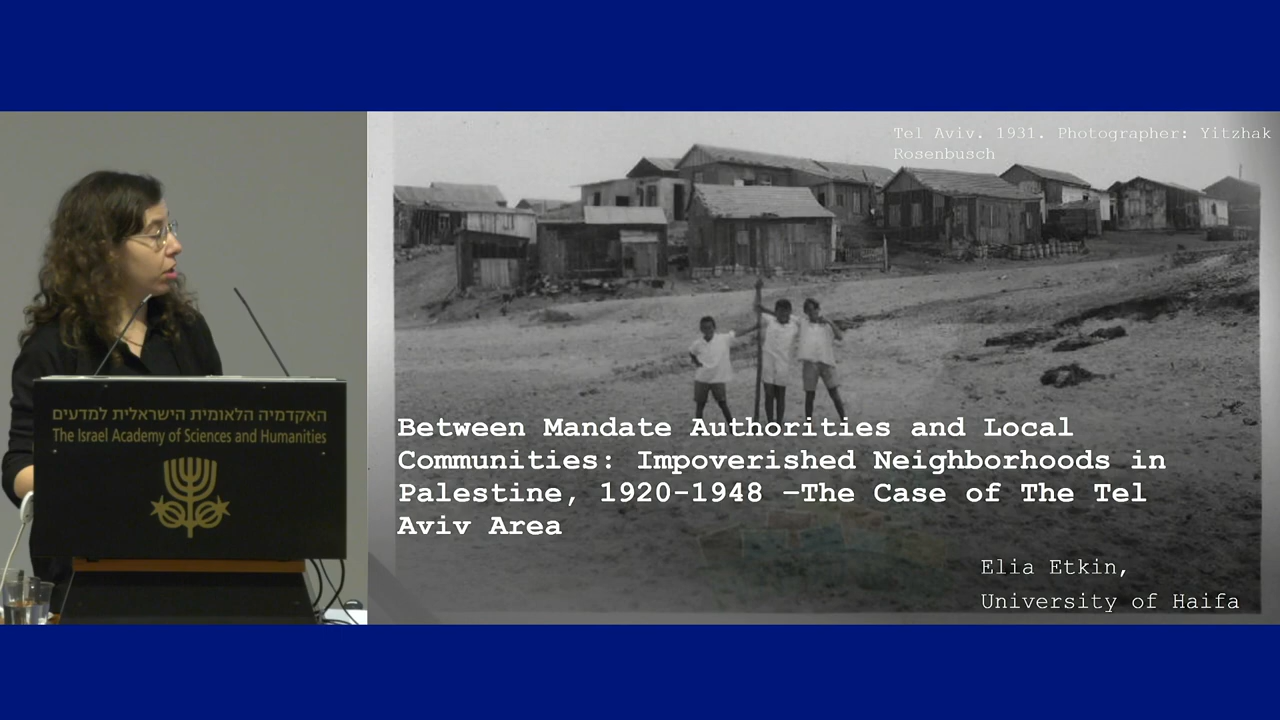 האקדמיה הלאומית הישראלית למדעים
The Israel Academy of Sciences and Humanities
Tel Aviv. 1931. Photographer: Yitzhak
Rosenbusch
Between Mandate Authorities and Local
Communities: Impoverished Neighborhoods in
Palestine, 1920-1948 –The Case of The Tel
Aviv Area
Elia Etkin,
University of Haifa